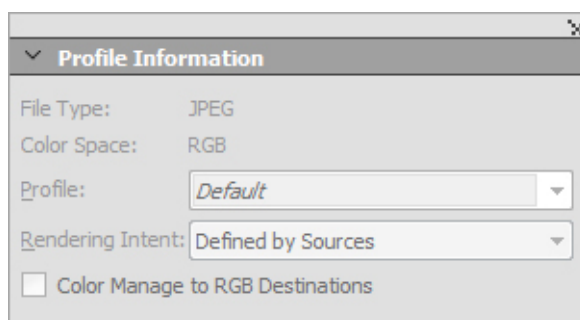 Profile Information
File Type: JPEG
Color Space: RGB
Profile: Default
Rendering Intent: Defined by Sources
Color Manage to RGB Destinations